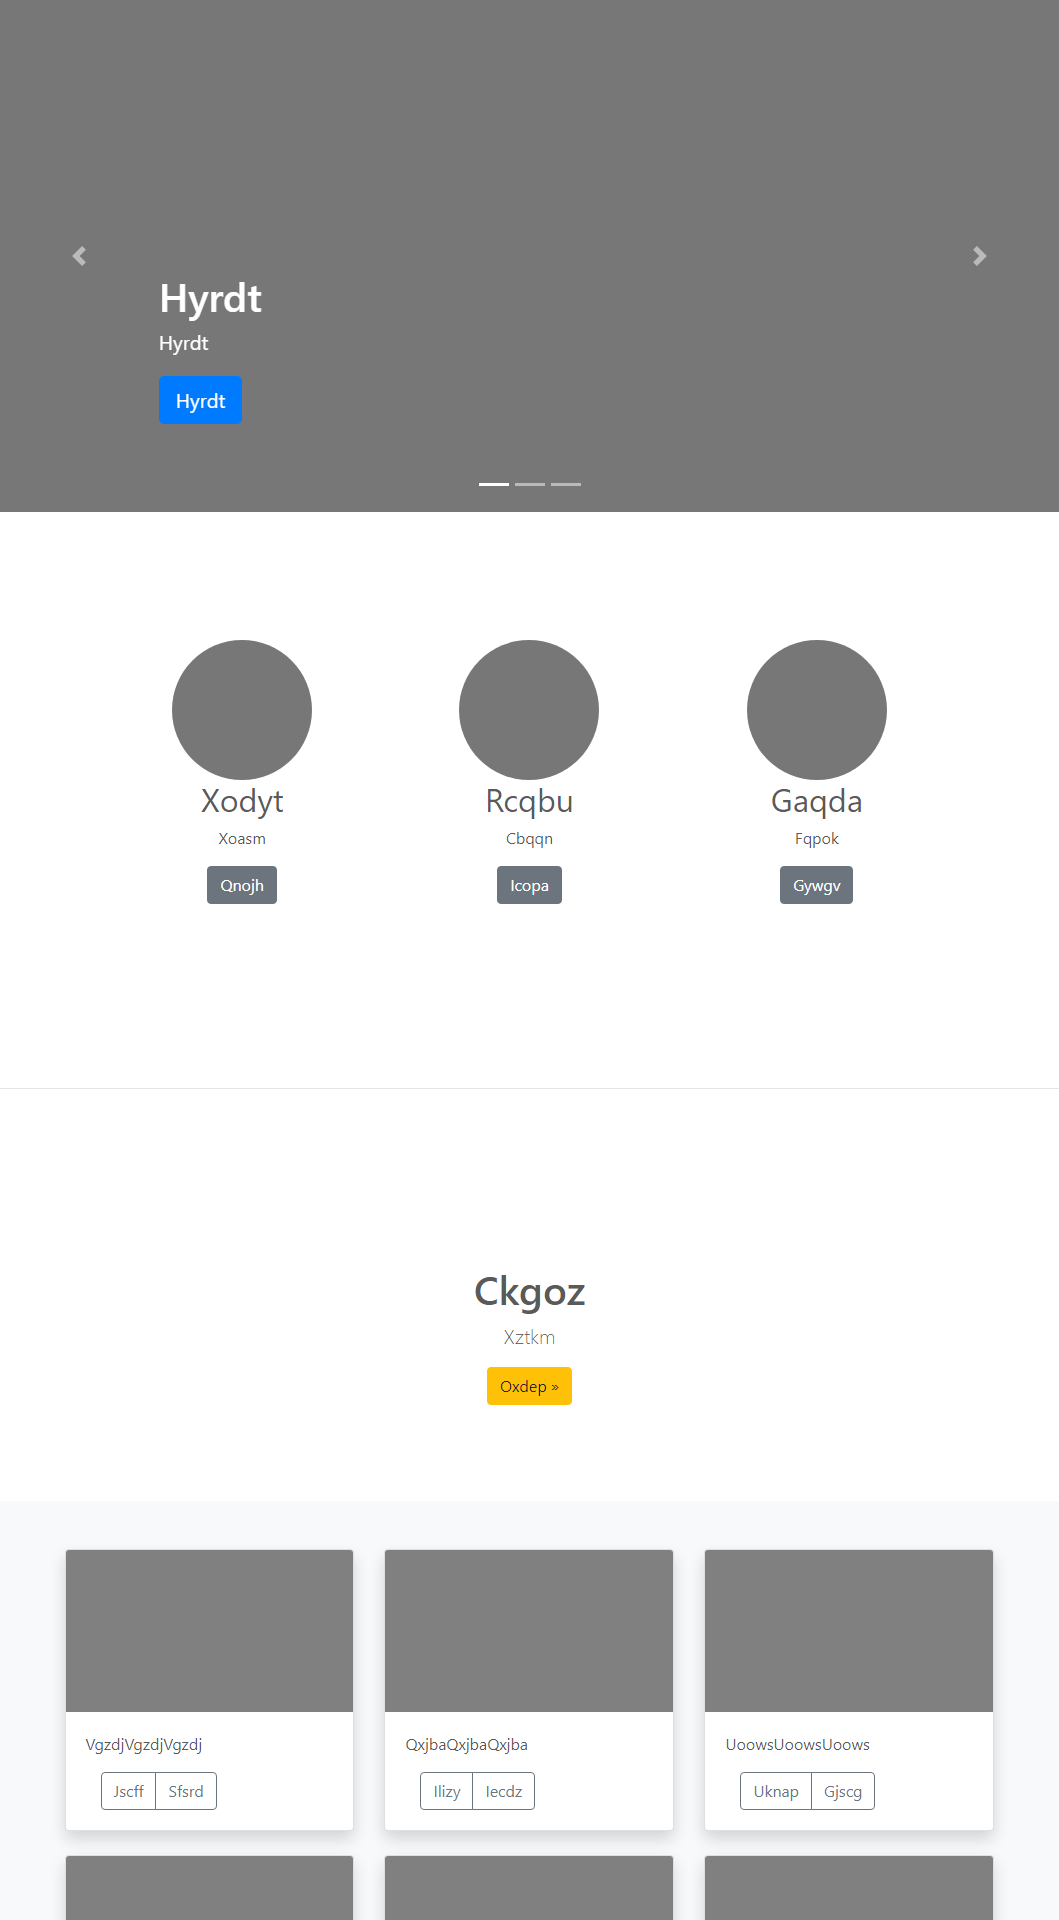 Hyrdt
Hyrdt
Hyrdt
Xodyt Rcqbu Gaqda
Xoasm Cbqqn Fqpok
Qnojh Icopa Gywgv
Ckgoz
Xztkm
Oxdep »
VgzdjVgzdjVgzdj QxjbaQxjbaQxjba UoowsUoowsUoows
Jscff Sfsrd Ilizy Iecdz Uknap Gjscg